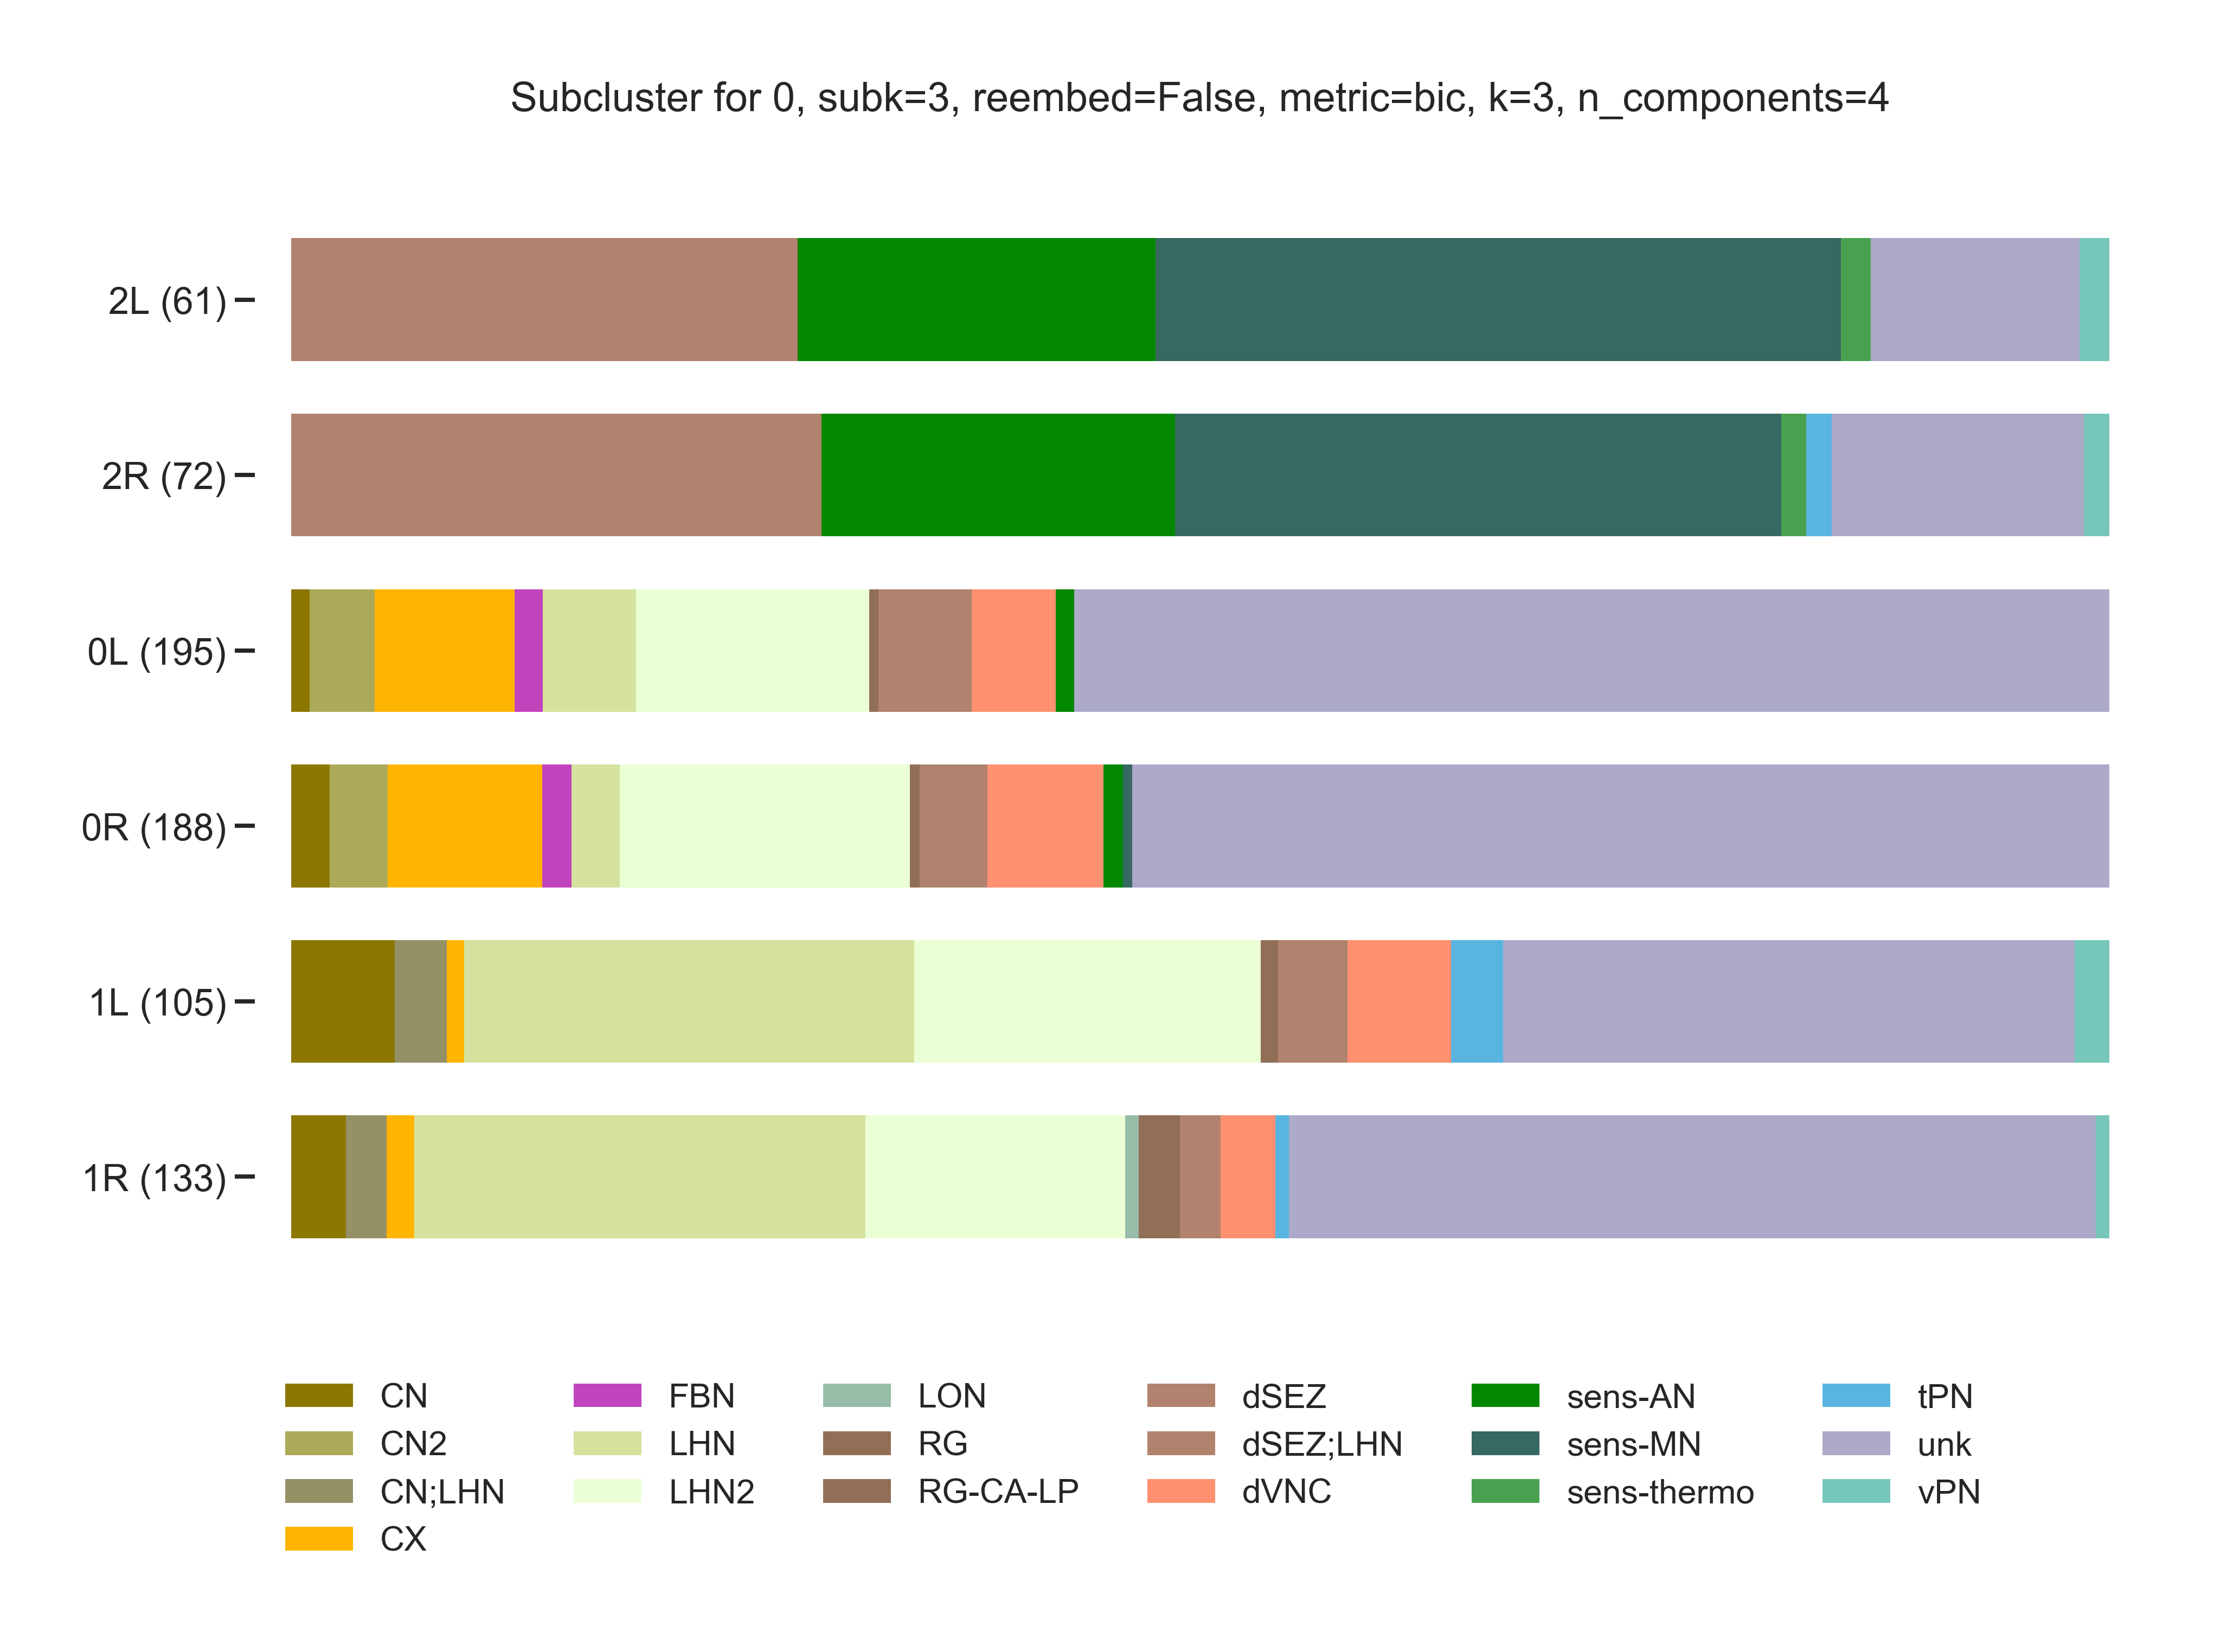 Subcluster for 0, subk=3, reembed=False, metric=bic, k=3, n_components=4
2L (61)
2R (72)
0L (195)
0R (188)
1L (105)
1R (133)
CN FBN LON dSEZ sens-AN tPN
CN2 LHN RG dSEZ;LHN sens-MN unk
CN;LHN LHN2 RG-CA-LP dVNC sens-thermo vPN
CX